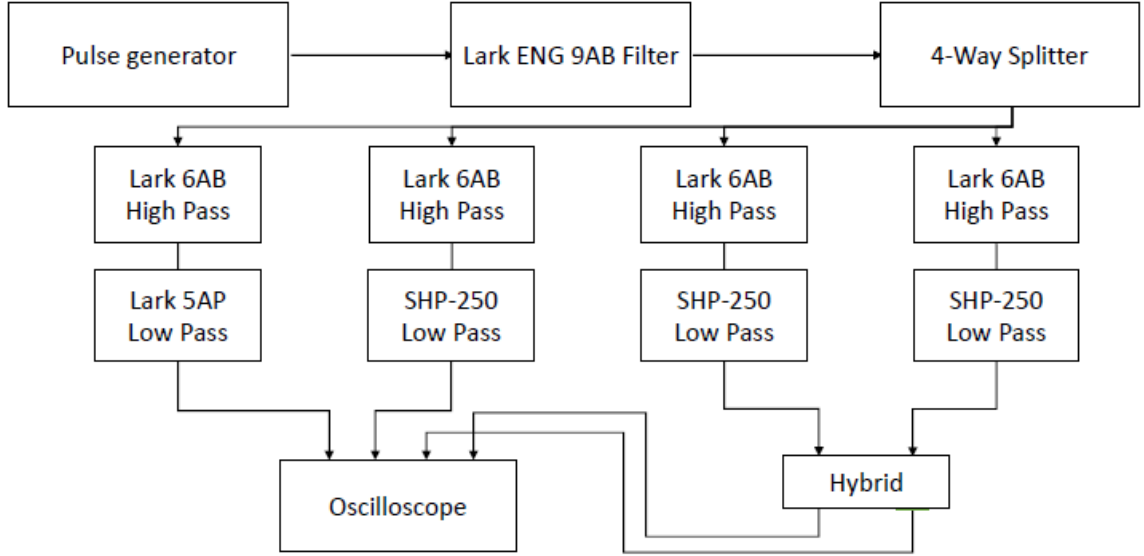 Pulse generator
Lark ENG 9AB Filter
4-Way Splitter
Lark 6AB
High Pass
Lark 6AB
High Pass
Lark 6AB
High Pass
Lark 6AB
High Pass
Lark 5AP
Low Pass
SHP-250
Low Pass
SHP-250
Low Pass
SHP-250
Low Pass
Oscilloscope
Hybrid